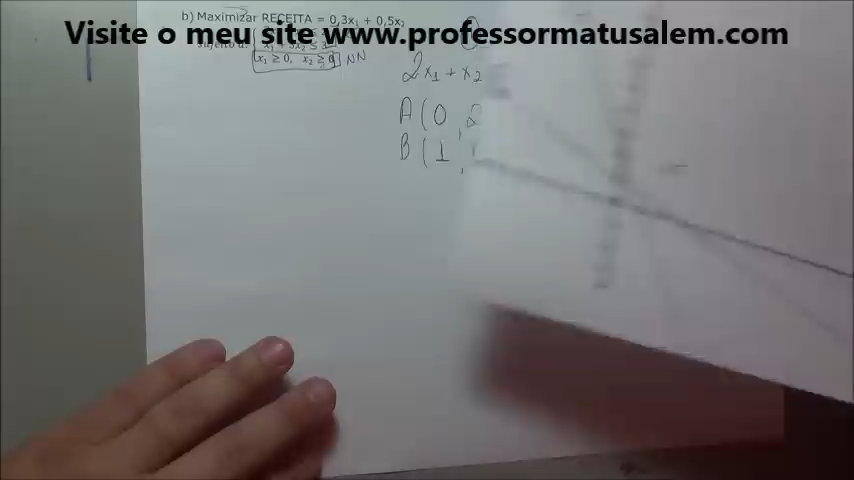 b) Maximizar RECEITA = 0,3x₁ + 0,5x₂
Visite o meu site www.professormatusalem.com
x₁ ≥ 0, x₂ ≥ 0 NN
2x₁ + x₂
A (0, 2
B (1,